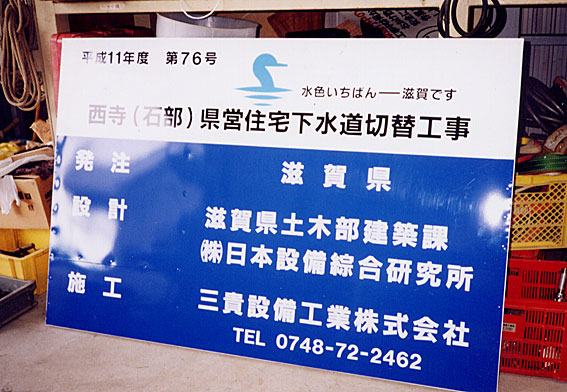 平成11年度 第76号
水色いちばん――滋賀です
西寺(石部)県営住宅下水道切替工事
発注 滋賀県
設計 滋賀県土木部建築課
㈱日本設備綜合研究所
施工 三貴設備工業株式会社
TEL 0748-72-2462